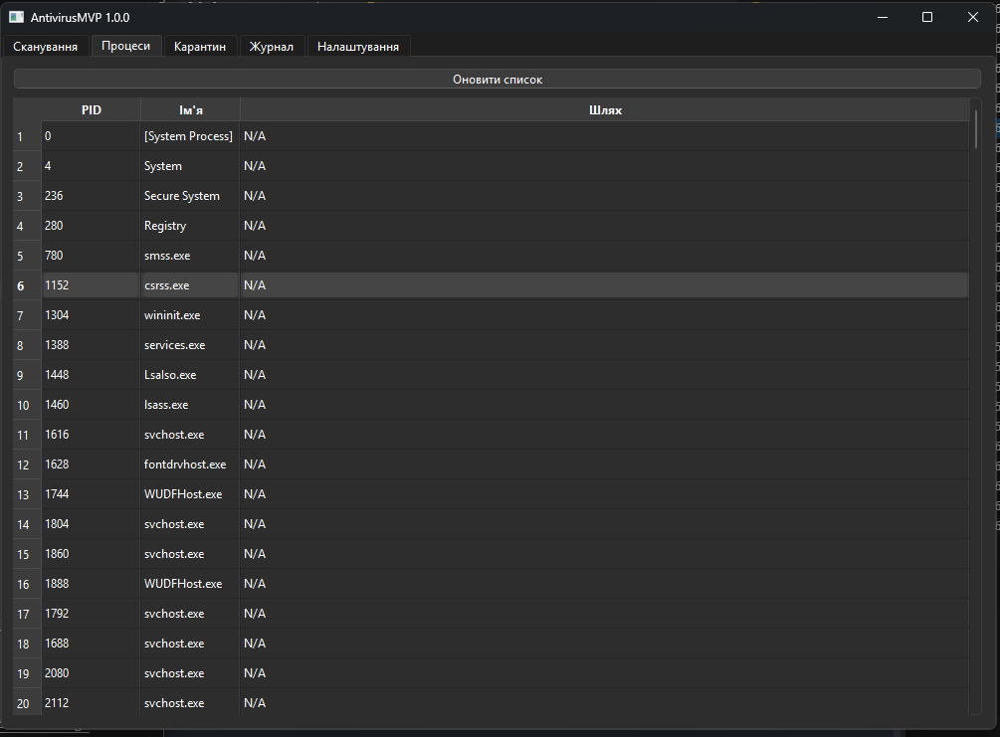 AntivirusMVP 1.0.0
Сканування Процеси Карантин Журнал Налаштування
Оновити список
PID Ім'я Шлях
1 0 [System Process] N/A
2 4 System N/A
3 236 Secure System N/A
4 280 Registry N/A
5 780 smss.exe N/A
6 1152 csrss.exe N/A
7 1304 wininit.exe N/A
8 1388 services.exe N/A
9 1448 LsaIso.exe N/A
10 1460 lsass.exe N/A
11 1616 svchost.exe N/A
12 1628 fontdrvhost.exe N/A
13 1744 WUDFHost.exe N/A
14 1804 svchost.exe N/A
15 1860 svchost.exe N/A
16 1888 WUDFHost.exe N/A
17 1792 svchost.exe N/A
18 1688 svchost.exe N/A
19 2080 svchost.exe N/A
20 2112 svchost.exe N/A